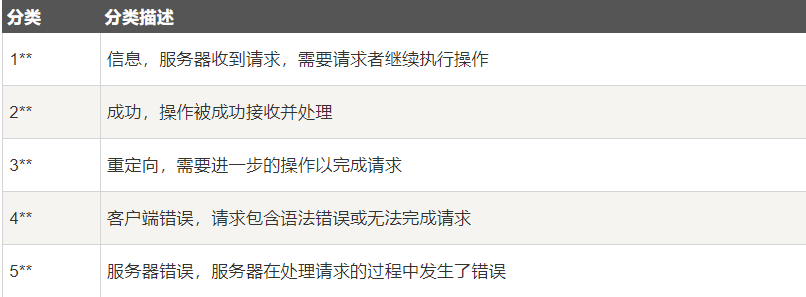 分类 分类描述
1** 信息，服务器收到请求，需要请求者继续执行操作
2** 成功，操作被成功接收并处理
3** 重定向，需要进一步的操作以完成请求
4** 客户端错误，请求包含语法错误或无法完成请求
5** 服务器错误，服务器在处理请求的过程中发生了错误